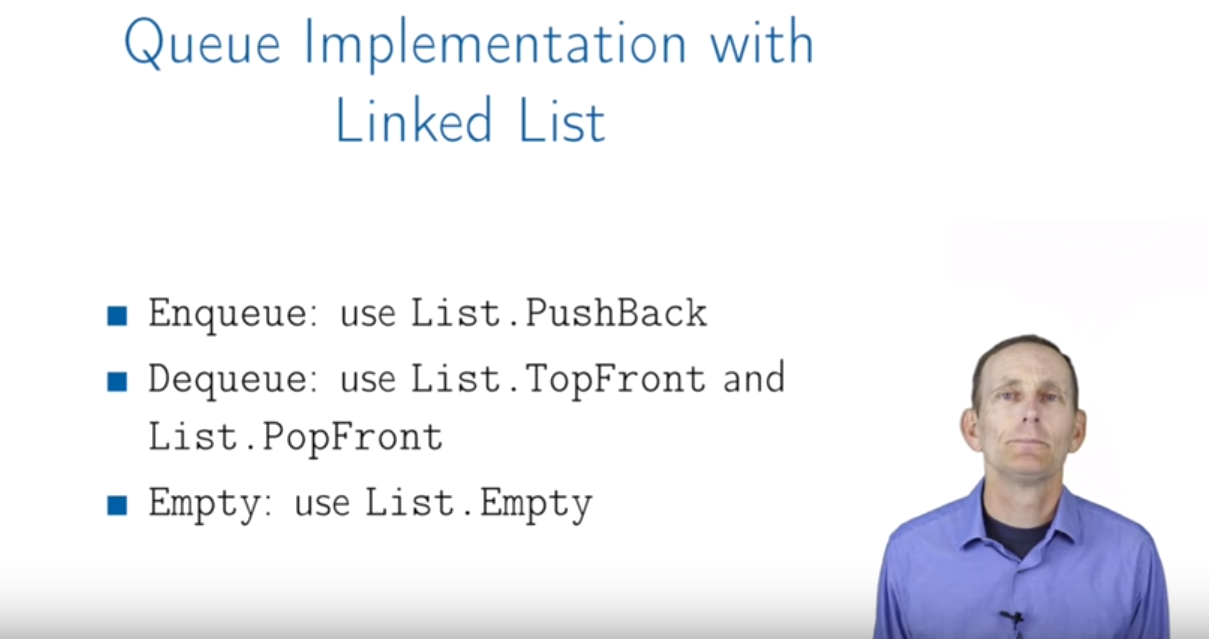 Queue Implementation with
Linked List
Enqueue: use List.PushBack
Dequeue: use List.TopFront and
List.PopFront
Empty: use List.Empty